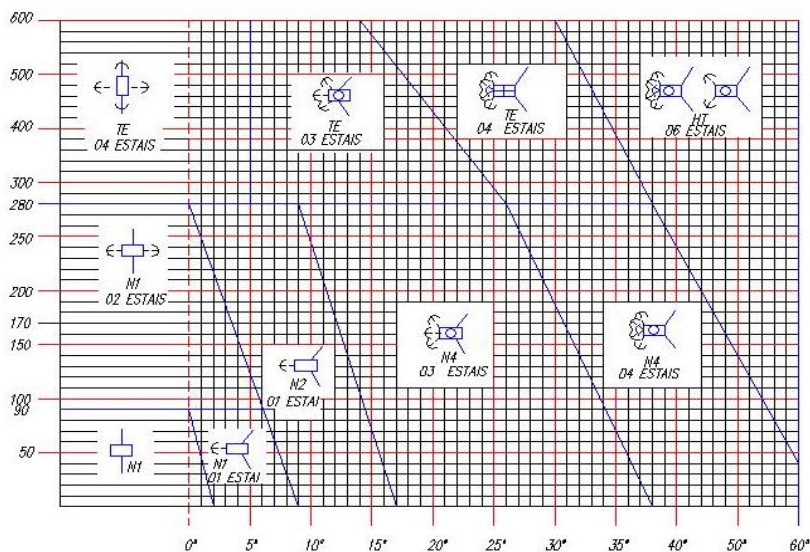 600
500
400
300
280
250
200
170
150
100
90
50
TE
04 ESTAIS
TE
03 ESTAIS
TE
04 ESTAIS
HT
06 ESTAIS
N1
02 ESTAIS
N4
03 ESTAIS
N4
04 ESTAIS
N2
01 ESTAI
N1
N1
01 ESTAI
0° 5° 10° 15° 20° 25° 30° 35° 40° 45° 50° 60°